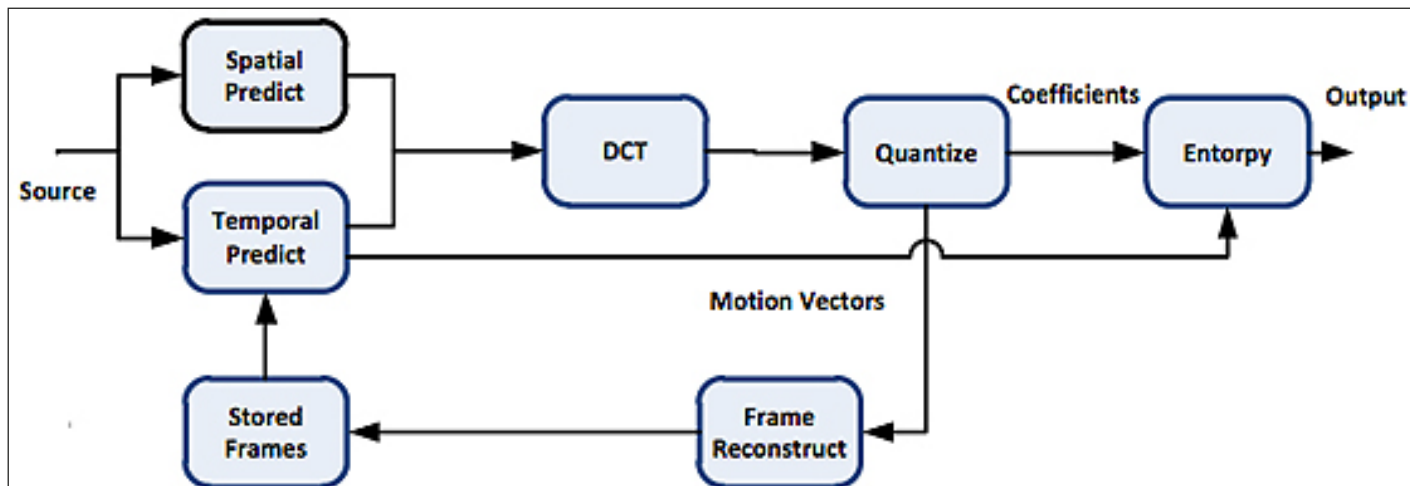 Spatial
Predict
Source
Temporal
Predict
DCT
Quantize
Coefficients
Entorpy
Output
Motion Vectors
Stored
Frames
Frame
Reconstruct